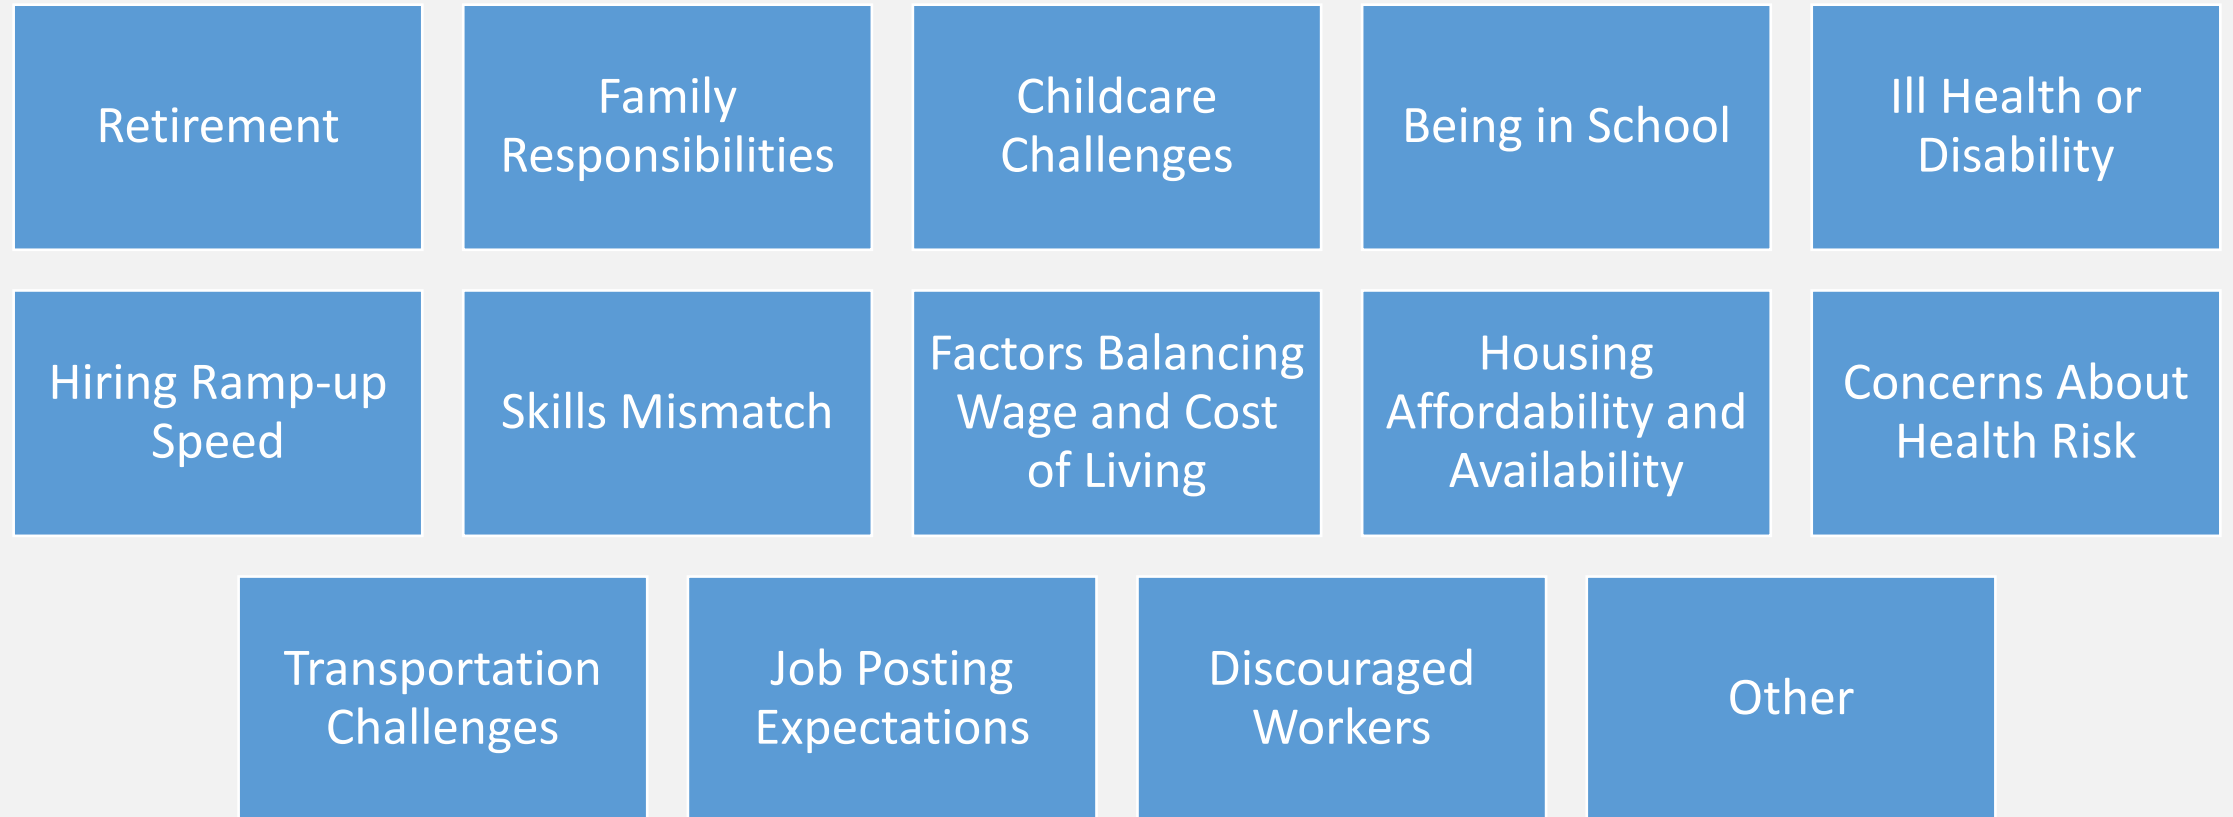 Retirement
Family
Responsibilities
Childcare
Challenges
Being in School
Ill Health or
Disability
Hiring Ramp-up
Speed
Skills Mismatch
Factors Balancing
Wage and Cost
of Living
Housing
Affordability and
Availability
Concerns About
Health Risk
Transportation
Challenges
Job Posting
Expectations
Discouraged
Workers
Other